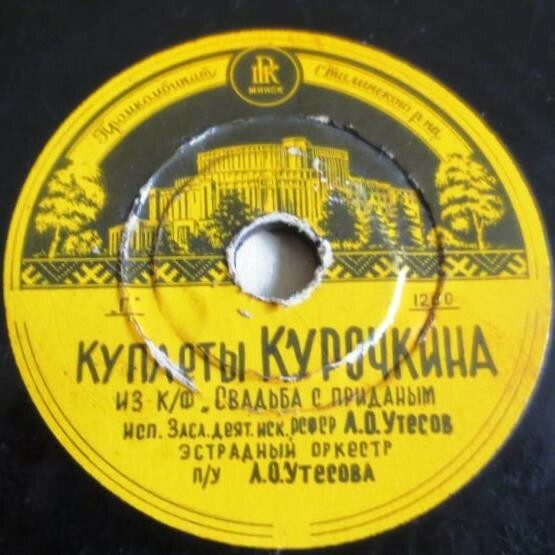 РПК
МИНСК
Промкомбинат Сталинского р-на
"П" 1260
КУПЛЕТЫ КУРОЧКИНА
ИЗ К/Ф „СВАДЬБА С ПРИДАНЫМ
Исп. Засл.деят.иск.РСФСР Л.О.Утесов
ЭСТРАДНЫЙ ОРКЕСТР
П/У Л.О.Утесова